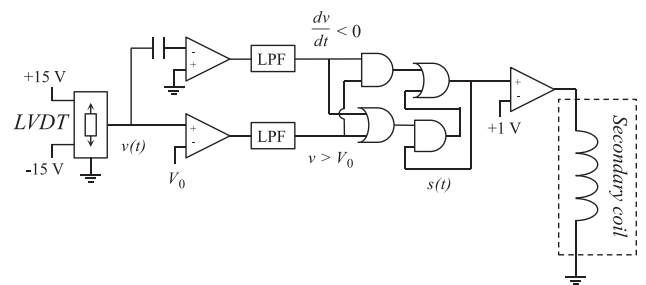 dv/dt < 0
-
+
LPF
+15 V
LVDT
-15 V
v(t)
+
-
V₀
LPF
v > V₀
s(t)
+
-
+1 V
Secondary coil